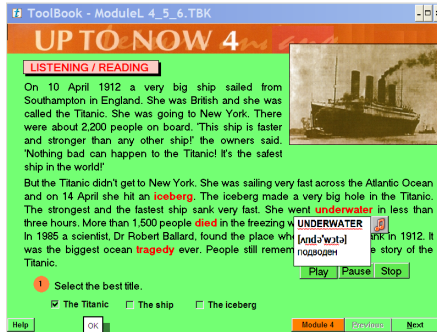 ToolBook - ModuleL 4_5_6.TBK
UP TO NOW 4
LISTENING / READING
On 10 April 1912 a very big ship sailed from
Southampton in England. She was British and she was
called the Titanic. She was going to New York. There
were about 2,200 people on board. 'This ship is faster
and stronger than any other ship!' the owners said.
'Nothing bad can happen to the Titanic! It's the safest
ship in the world!'
But the Titanic didn't get to New York. She was sailing very fast across the Atlantic Ocean
and on 14 April she hit an iceberg. The iceberg made a very big hole in the Titanic.
The strongest and the fastest ship sank very fast. She went underwater in less than
three hours. More than 1,500 people died in the freezing w
UNDERWATER
[ʌndə'wɔtə]
подводен
In 1985 a scientist, Dr Robert Ballard, found the place whe ank in 1912. It
was the biggest ocean tragedy ever. People still remem e story of the
Titanic.
Play Pause Stop
1 Select the best title.
The Titanic The ship The iceberg
Help OK Module 4 Previous Next